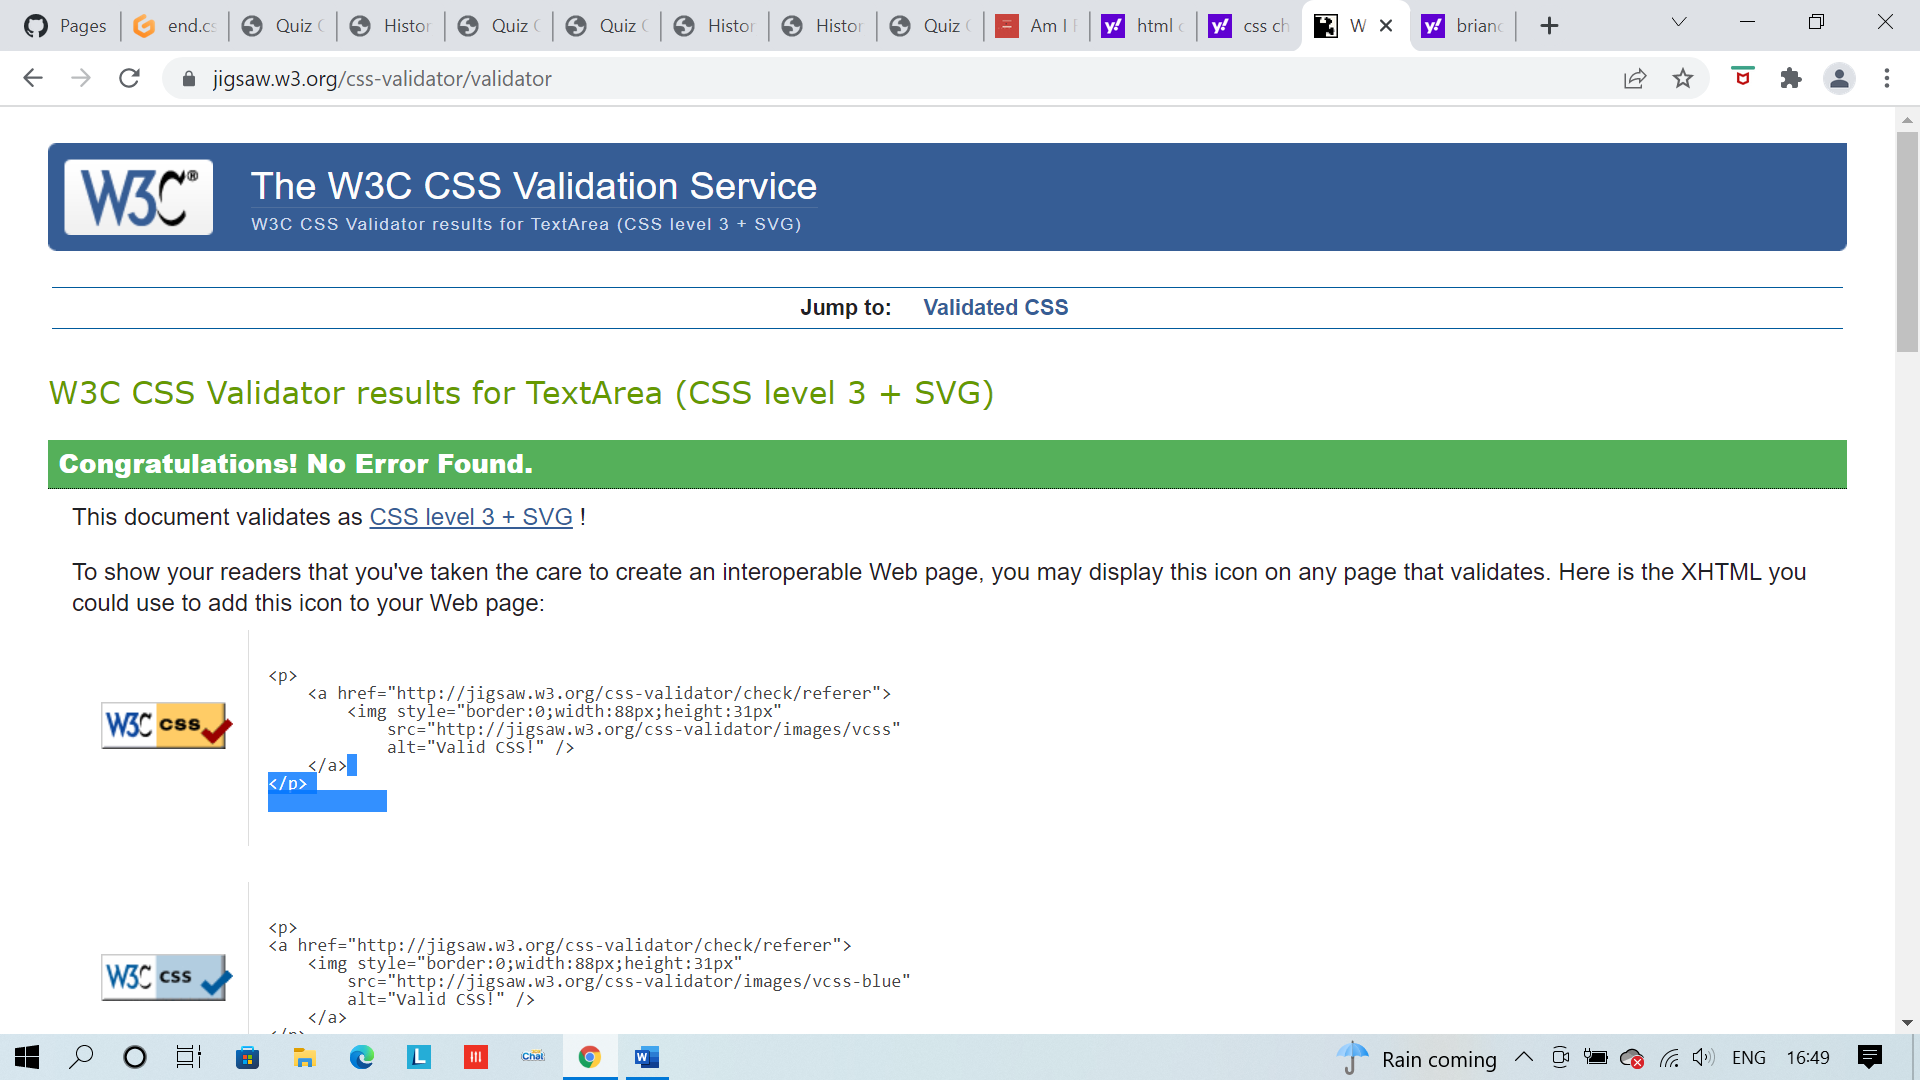 Pages
end.cs
Quiz
Histor
Quiz
Quiz
Histor
Histor
Quiz
Am I
html
css ch
W
brian
jigsaw.w3.org/css-validator/validator
W3C®
The W3C CSS Validation Service
W3C CSS Validator results for TextArea (CSS level 3 + SVG)
Jump to: Validated CSS
W3C CSS Validator results for TextArea (CSS level 3 + SVG)
Congratulations! No Error Found.
This document validates as CSS level 3 + SVG !
To show your readers that you've taken the care to create an interoperable Web page, you may display this icon on any page that validates. Here is the XHTML you
could use to add this icon to your Web page:
W3C css
<p>
<a href="http://jigsaw.w3.org/css-validator/check/referer">
<img style="border:0;width:88px;height:31px"
src="http://jigsaw.w3.org/css-validator/images/vcss"
alt="Valid CSS!" />
</a>
</p>
W3C css
<p>
<a href="http://jigsaw.w3.org/css-validator/check/referer">
<img style="border:0;width:88px;height:31px"
src="http://jigsaw.w3.org/css-validator/images/vcss-blue"
alt="Valid CSS!" />
</a>
</p>
Rain coming
ENG
16:49